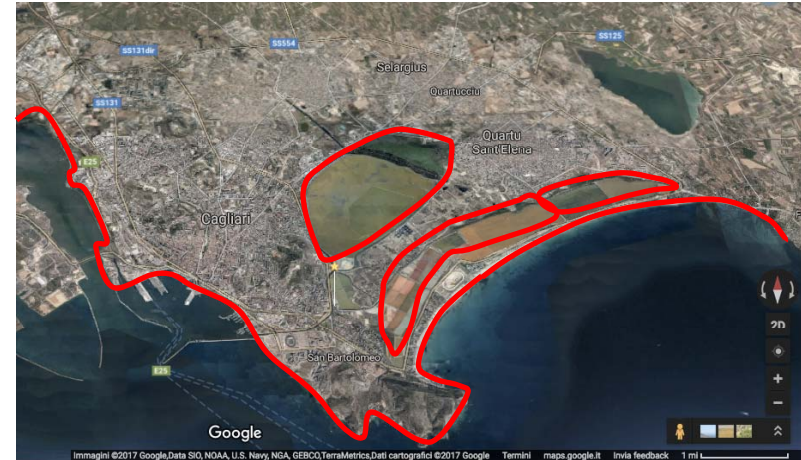 SS125
SS554
SS131dir
Selargius
Quartucciu
SS131
Quartu
Sant'Elena
E25
Cagliari
2D
San Bartolomeo
E25
Google
Immagini ©2017 Google,Data SIO, NOAA, U.S. Navy, NGA, GEBCO,TerraMetrics,Dati cartografici ©2017 Google Termini maps.google.it Invia feedback 1 mi